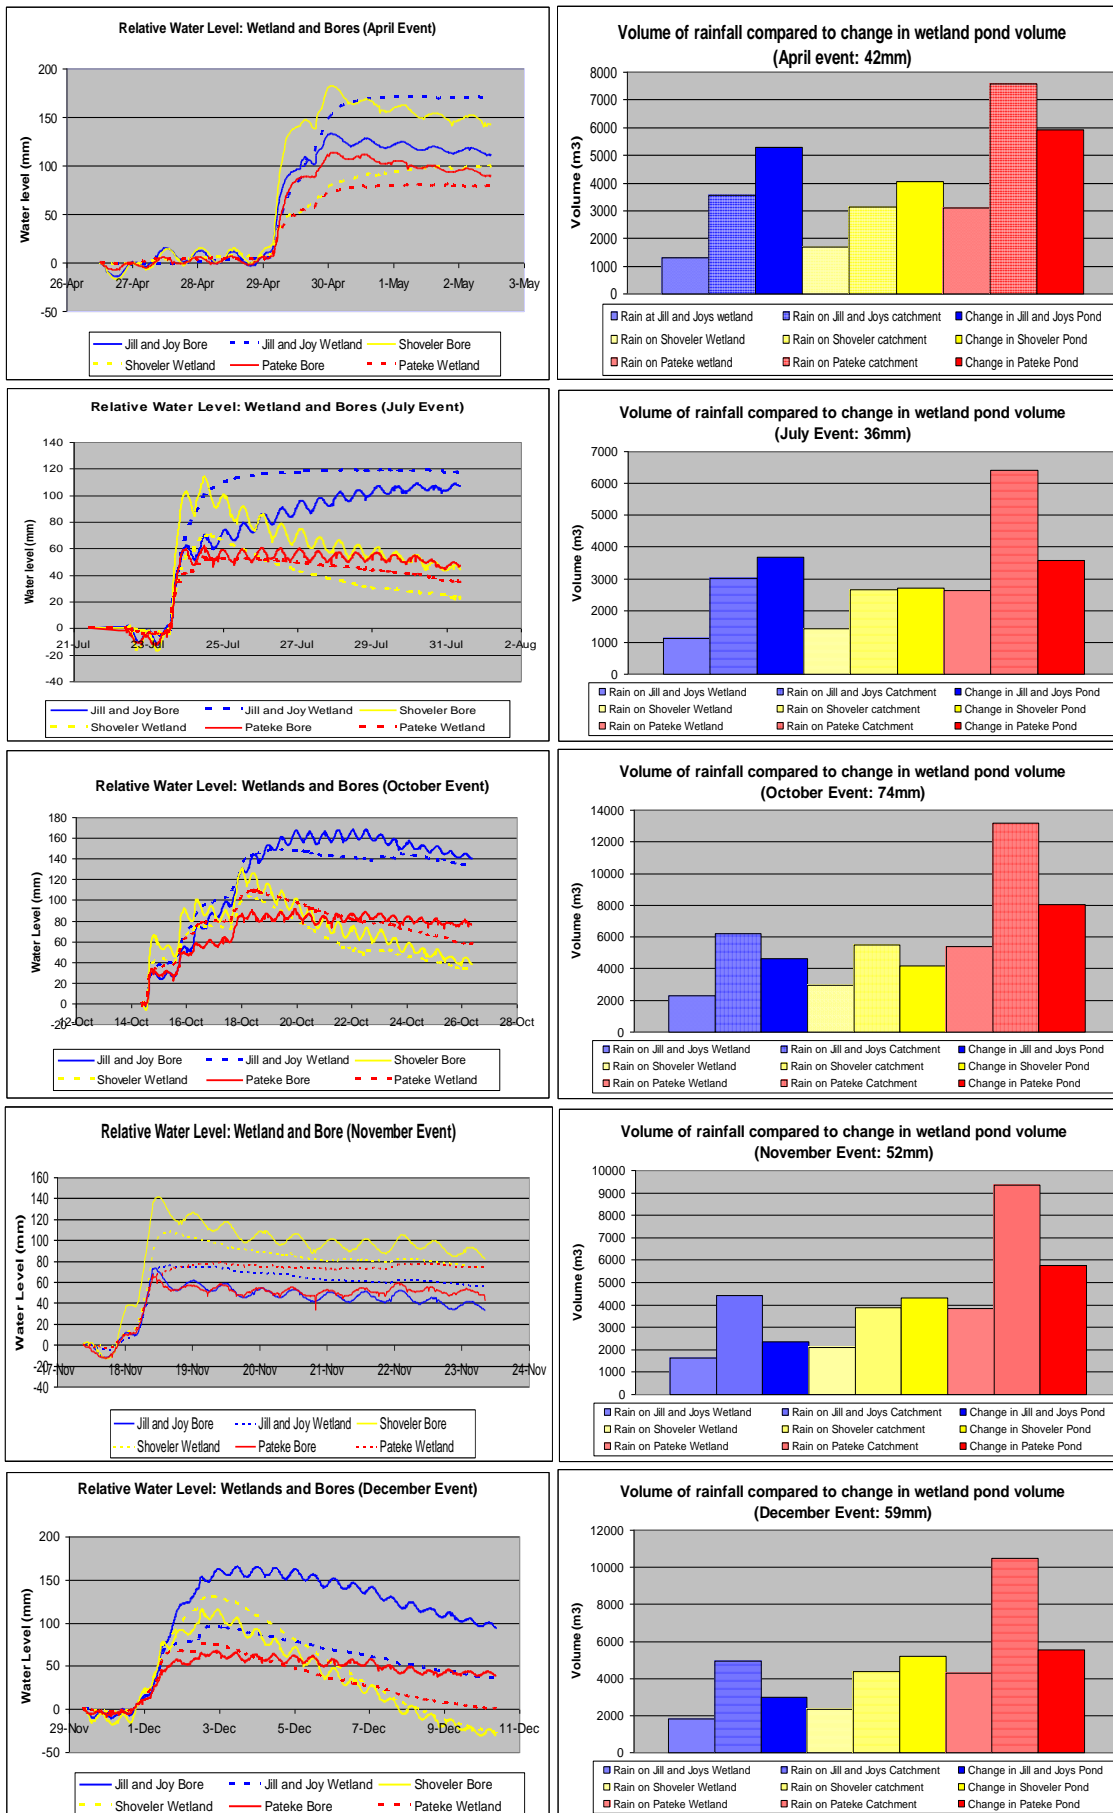 Relative Water Level: Wetland and Bores (April Event)
Water level (mm)
200
150
100
50
0
-50
26-Apr 27-Apr 28-Apr 29-Apr 30-Apr 1-May 2-May 3-May
Jill and Joy Bore Jill and Joy Wetland Shoveler Bore
Shoveler Wetland Pateke Bore Pateke Wetland
Volume of rainfall compared to change in wetland pond volume
(April event: 42mm)
Volume (m3)
8000
7000
6000
5000
4000
3000
2000
1000
0
Rain at Jill and Joys wetland Rain on Jill and Joys catchment Change in Jill and Joys Pond
Rain on Shoveler Wetland Rain on Shoveler catchment Change in Shoveler Pond
Rain on Pateke wetland Rain on Pateke catchment Change in Pateke Pond
Relative Water Level: Wetland and Bores (July Event)
Water level (mm)
140
120
100
80
60
40
20
0
-20
-40
21-Jul 23-Jul 25-Jul 27-Jul 29-Jul 31-Jul 2-Aug
Jill and Joy Bore Jill and Joy Wetland Shoveler Bore
Shoveler Wetland Pateke Bore Pateke Wetland
Volume of rainfall compared to change in wetland pond volume
(July Event: 36mm)
Volume (m3)
7000
6000
5000
4000
3000
2000
1000
0
Rain on Jill and Joys Wetland Rain on Jill and Joys Catchment Change in Jill and Joys Pond
Rain on Shoveler Wetland Rain on Shoveler catchment Change in Shoveler Pond
Rain on Pateke Wetland Rain on Pateke Catchment Change in Pateke Pond
Relative Water Level: Wetlands and Bores (October Event)
Water Level (mm)
180
160
140
120
100
80
60
40
20
0
-20
12-Oct 14-Oct 16-Oct 18-Oct 20-Oct 22-Oct 24-Oct 26-Oct 28-Oct
Jill and Joy Bore Jill and Joy Wetland Shoveler Bore
Shoveler Wetland Pateke Bore Pateke Wetland
Volume of rainfall compared to change in wetland pond volume
(October Event: 74mm)
Volume (m3)
14000
12000
10000
8000
6000
4000
2000
0
Rain on Jill and Joys Wetland Rain on Jill and Joys Catchment Change in Jill and Joys Pond
Rain on Shoveler Wetland Rain on Shoveler catchment Change in Shoveler Pond
Rain on Pateke Wetland Rain on Pateke Catchment Change in Pateke Pond
Relative Water Level: Wetland and Bore (November Event)
Water Level (mm)
160
140
120
100
80
60
40
20
0
-20
-40
17-Nov 18-Nov 19-Nov 20-Nov 21-Nov 22-Nov 23-Nov 24-Nov
Jill and Joy Bore Jill and Joy Wetland Shoveler Bore
Shoveler Wetland Pateke Bore Pateke Wetland
Volume of rainfall compared to change in wetland pond volume
(November Event: 52mm)
Volume (m3)
10000
9000
8000
7000
6000
5000
4000
3000
2000
1000
0
Rain on Jill and Joys Wetland Rain on Jill and Joys Catchment Change in Jill and Joys Pond
Rain on Shoveler Wetland Rain on Shoveler catchment Change in Shoveler Pond
Rain on Pateke Wetland Rain on Pateke Catchment Change in Pateke Pond
Relative Water Level: Wetlands and Bores (December Event)
Water Level (mm)
200
150
100
50
0
-50
29-Nov 1-Dec 3-Dec 5-Dec 7-Dec 9-Dec 11-Dec
Jill and Joy Bore Jill and Joy Wetland Shoveler Bore
Shoveler Wetland Pateke Bore Pateke Wetland
Volume of rainfall compared to change in wetland pond volume
(December Event: 59mm)
Volume (m3)
12000
10000
8000
6000
4000
2000
0
Rain on Jill and Joys Wetland Rain on Jill and Joys Catchment Change in Jill and Joys Pond
Rain on Shoveler Wetland Rain on Shoveler catchment Change in Shoveler Pond
Rain on Pateke Wetland Rain on Pateke Catchment Change in Pateke Pond